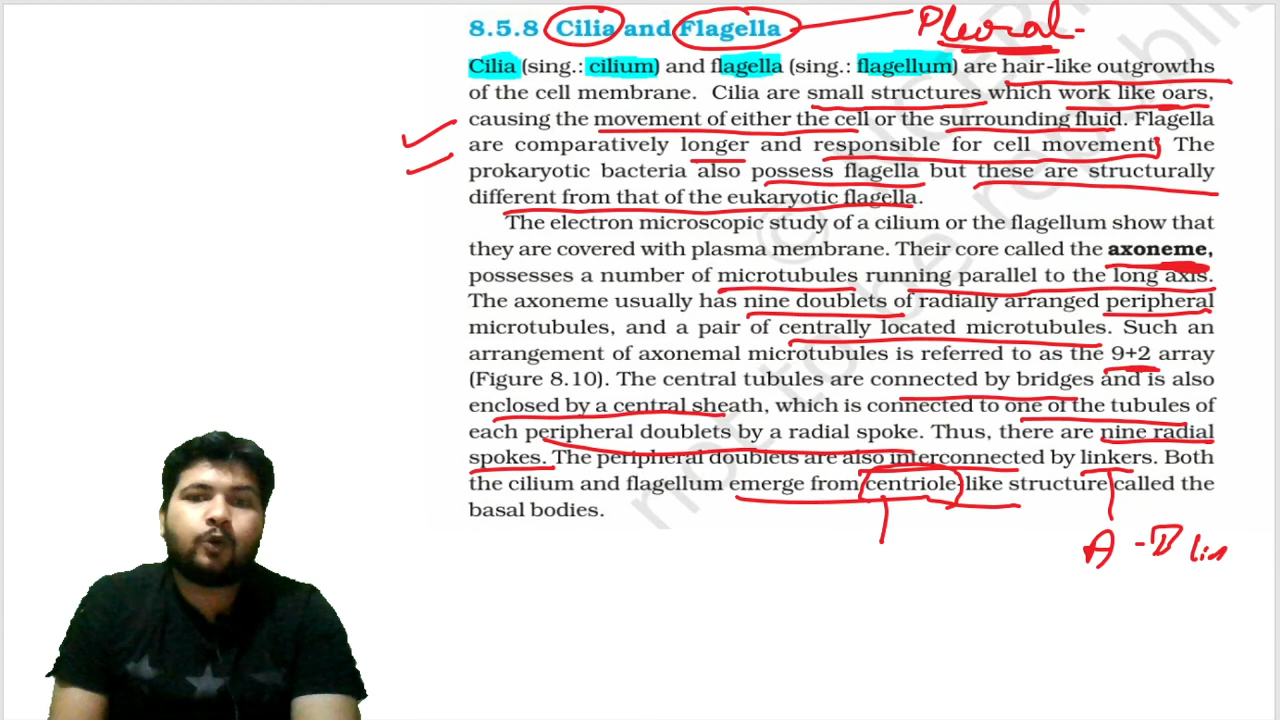 8.5.8 Cilia and Flagella
Plural-
Cilia (sing.: cilium) and flagella (sing.: flagellum) are hair-like outgrowths
of the cell membrane. Cilia are small structures which work like oars,
causing the movement of either the cell or the surrounding fluid. Flagella
are comparatively longer and responsible for cell movement. The
prokaryotic bacteria also possess flagella but these are structurally
different from that of the eukaryotic flagella.
The electron microscopic study of a cilium or the flagellum show that
they are covered with plasma membrane. Their core called the axoneme,
possesses a number of microtubules running parallel to the long axis.
The axoneme usually has nine doublets of radially arranged peripheral
microtubules, and a pair of centrally located microtubules. Such an
arrangement of axonemal microtubules is referred to as the 9+2 array
(Figure 8.10). The central tubules are connected by bridges and is also
enclosed by a central sheath, which is connected to one of the tubules of
each peripheral doublets by a radial spoke. Thus, there are nine radial
spokes. The peripheral doublets are also interconnected by linkers. Both
the cilium and flagellum emerge from centriole-like structure called the
basal bodies.
not to be republi